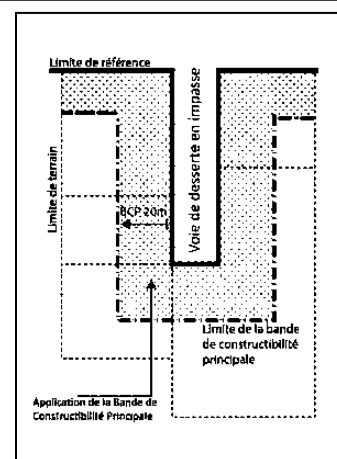 Limite de référence
Voie de desserte en impasse
Limite de terrain
BCP 20m
Limite de la bande
de constructibilité
principale
Application de la Bande de
Constructibilité Principale